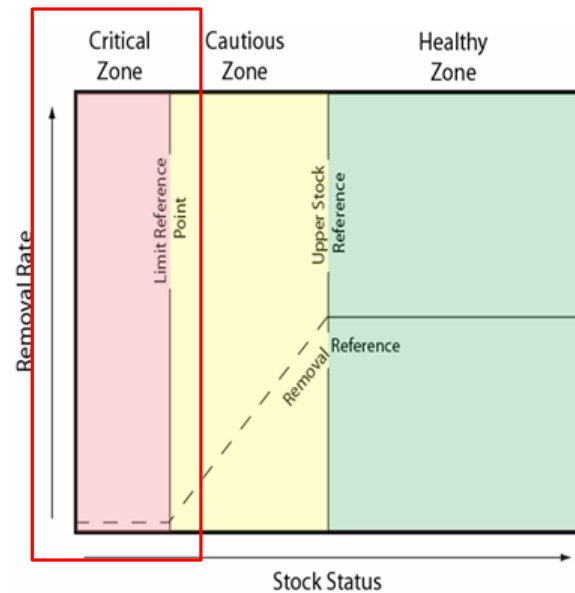 Critical
Zone
Cautious
Zone
Healthy
Zone
Removal Rate
Limit Reference
Point
Upper Stock
Reference
Removal Reference
Stock Status